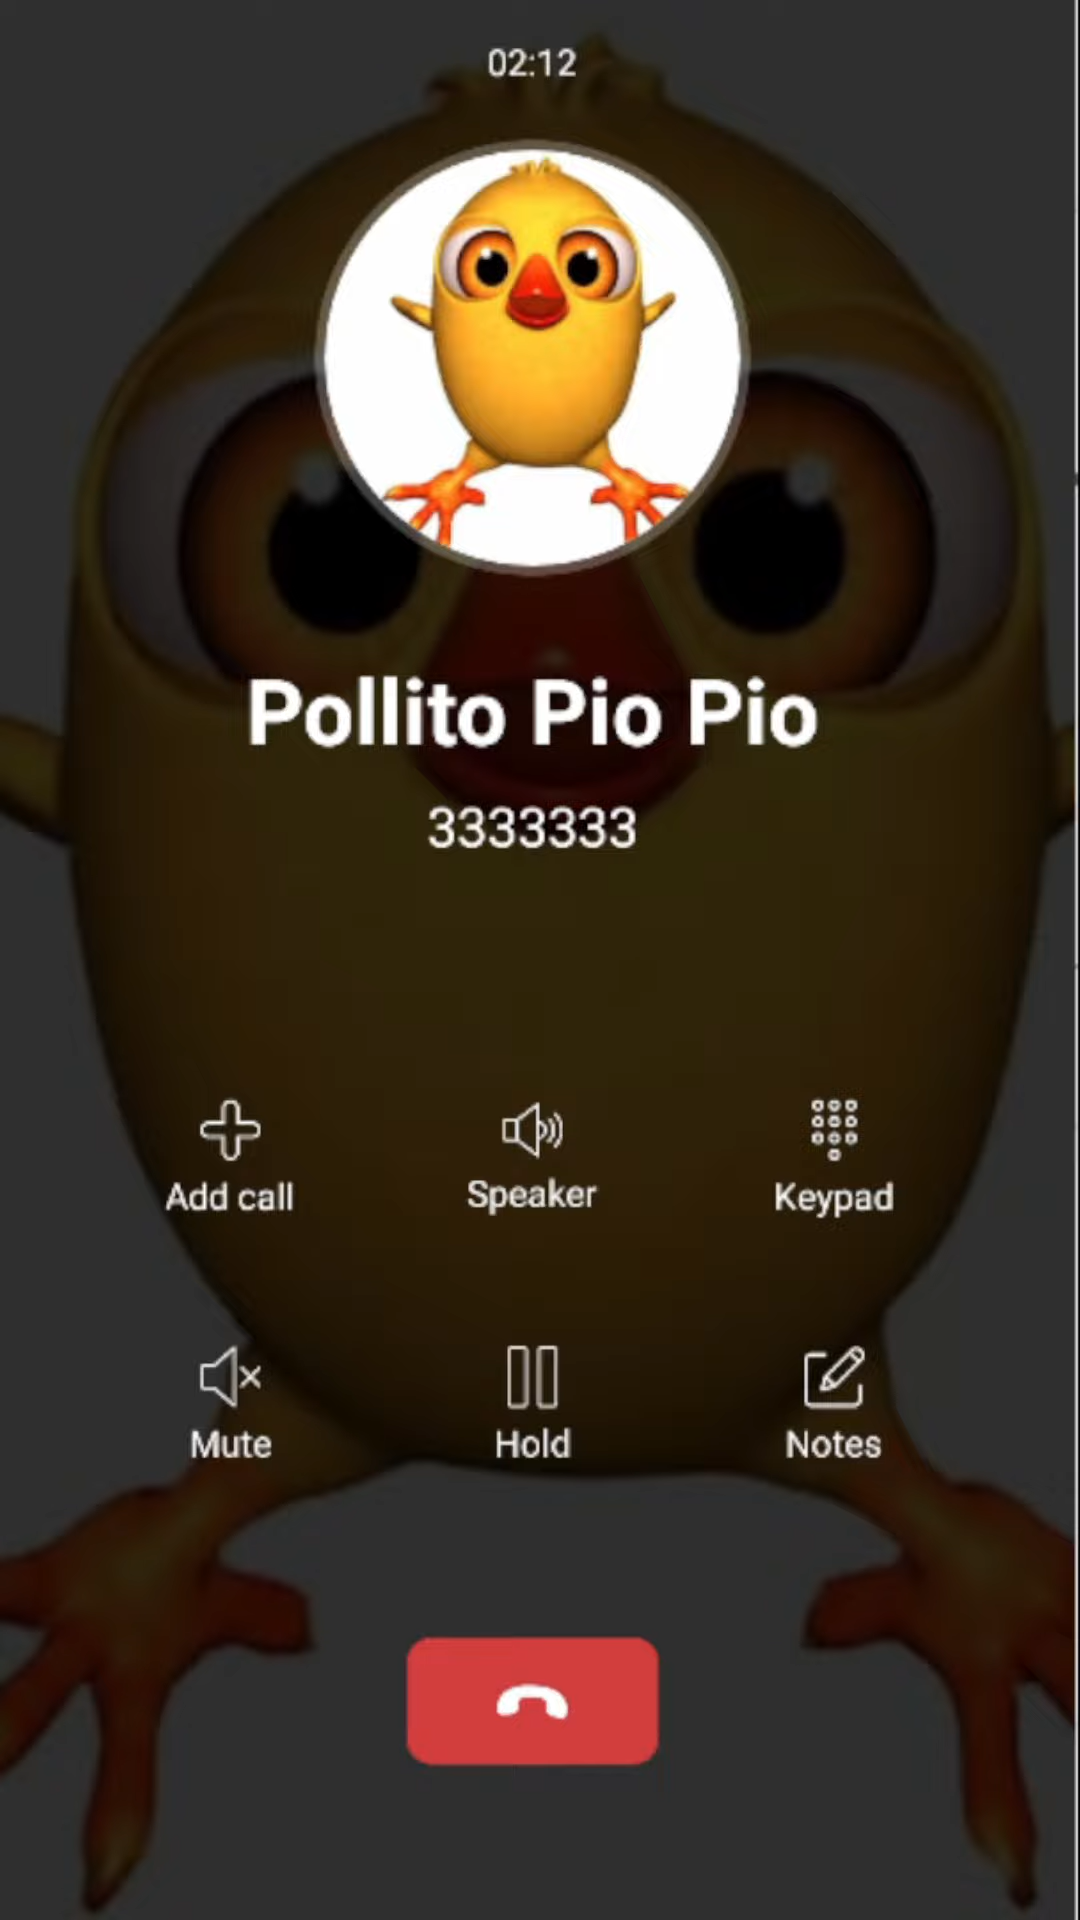 02:12
Pollito Pio Pio
3333333
Add call
Speaker
Keypad
Mute
Hold
Notes